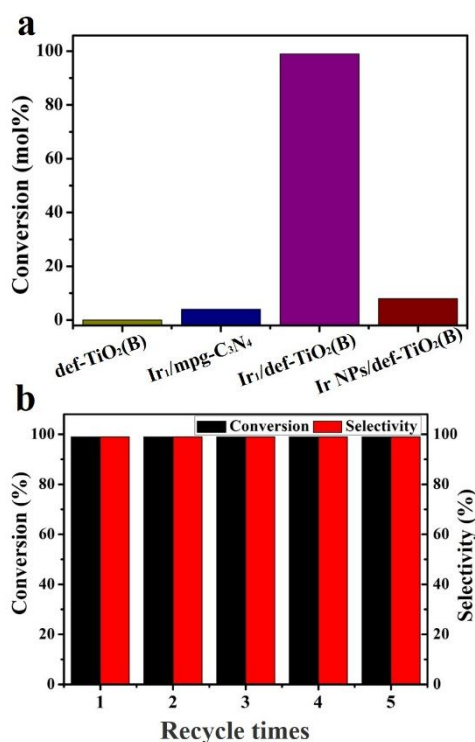 a
Conversion (mol%)
100
80
60
40
20
0
def-TiO₂(B)
Ir₁/mpg-C₃N₄
Ir₁/def-TiO₂(B)
Ir NPs/def-TiO₂(B)
b
Conversion Selectivity
Conversion (%)
100
80
60
40
20
0
100
80
60
40
20
0
Selectivity (%)
1 2 3 4 5
Recycle times